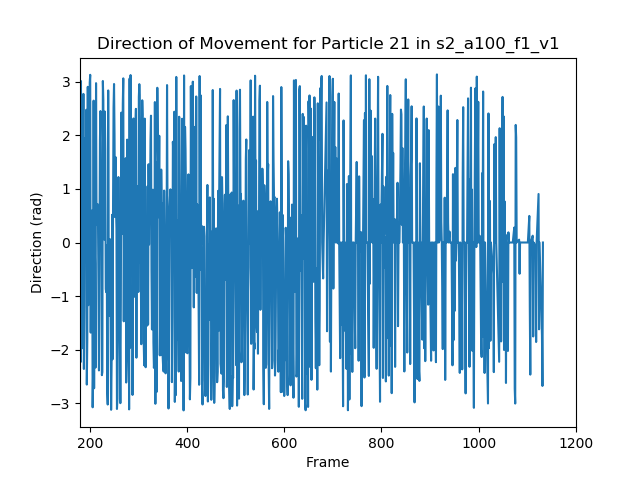 Direction of Movement for Particle 21 in s2_a100_f1_v1
3
2
1
0
−1
−2
−3
Direction (rad)
200 400 600 800 1000 1200
Frame